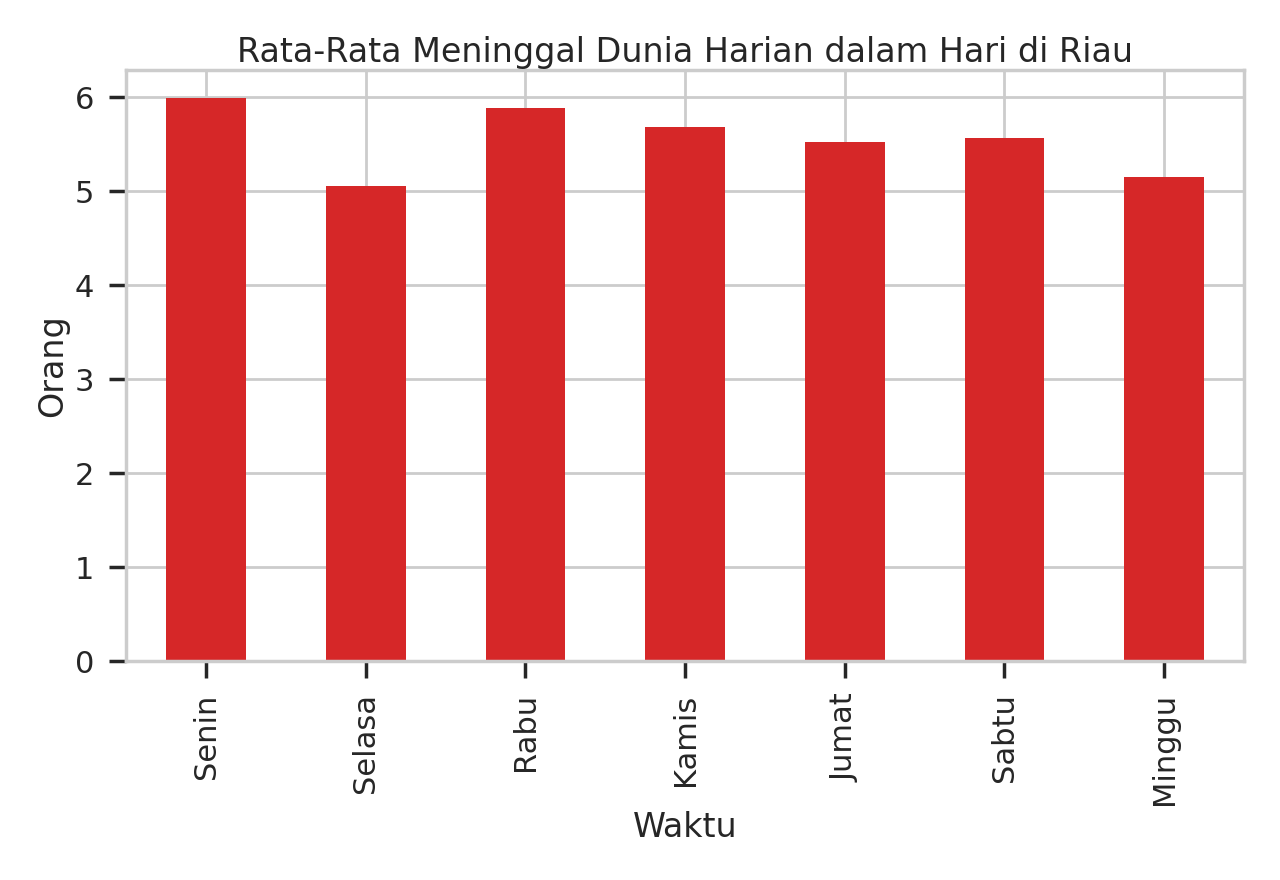 Rata-Rata Meninggal Dunia Harian dalam Hari di Riau
Orang
6
5
4
3
2
1
0
Senin
Selasa
Rabu
Kamis
Jumat
Sabtu
Minggu
Waktu